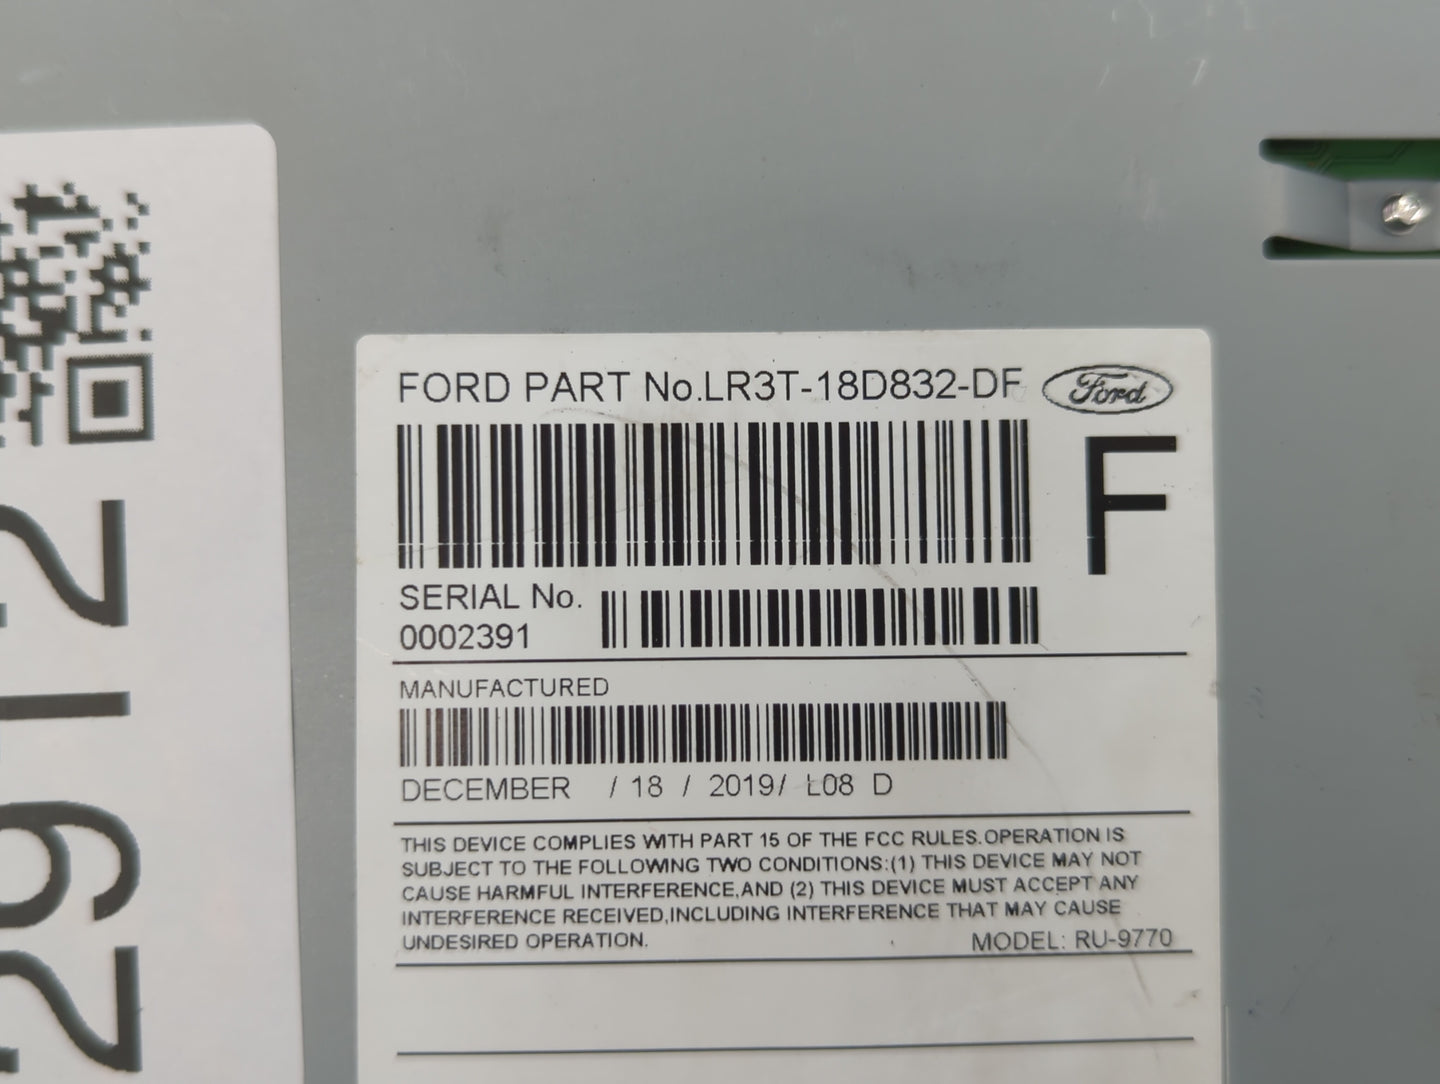 2912
FORD PART No.LR3T-18D832-DF
Ford
F
SERIAL No.
0002391
MANUFACTURED
DECEMBER / 18 / 2019/ L08 D
THIS DEVICE COMPLIES WITH PART 15 OF THE FCC RULES.OPERATION IS
SUBJECT TO THE FOLLOWING TWO CONDITIONS:(1) THIS DEVICE MAY NOT
CAUSE HARMFUL INTERFERENCE,AND (2) THIS DEVICE MUST ACCEPT ANY
INTERFERENCE RECEIVED,INCLUDING INTERFERENCE THAT MAY CAUSE
UNDESIRED OPERATION.
MODEL: RU-9770